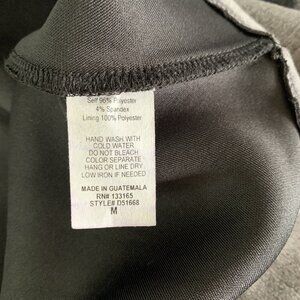 Self 96% Polyester
4% Spandex
Lining 100% Polyester
HAND WASH WITH
COLD WATER
DO NOT BLEACH
COLOR SEPARATE
HANG OR LINE DRY
LOW IRON IF NEEDED
MADE IN GUATEMALA
RN# 133165
STYLE# D51668
M